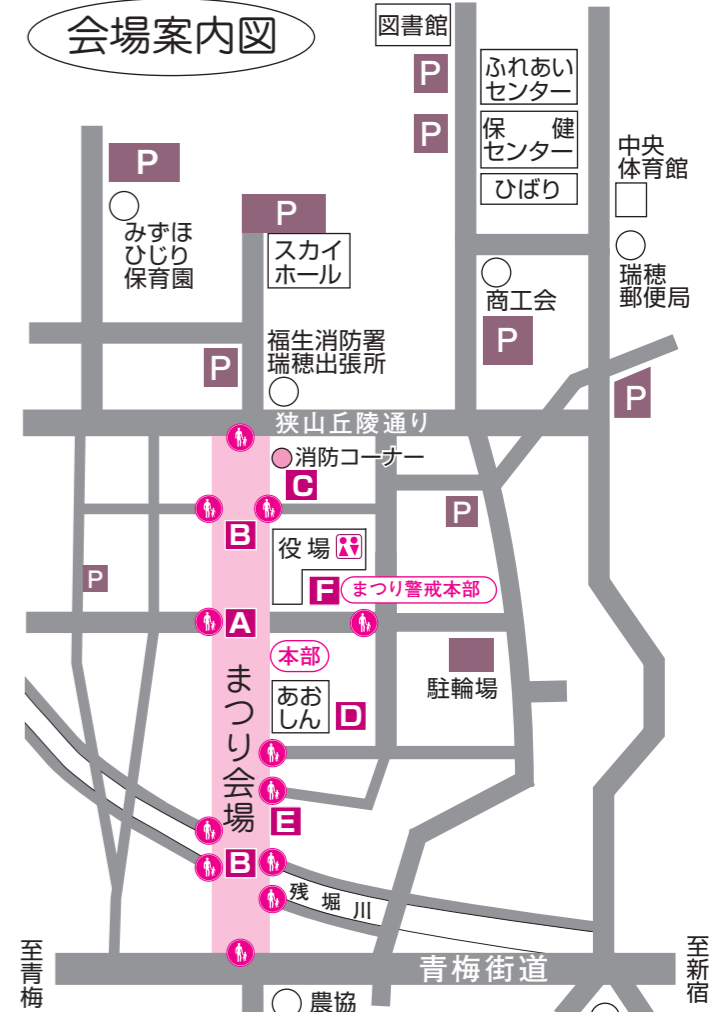 会場案内図
図書館
P
ふれあい
センター
P
保健
センター
ひばり
中央
体育館
P
みずほ
ひじり
保育園
P
スカイ
ホール
瑞穂
郵便局
商工会
P
福生消防署
瑞穂出張所
P
P
狭山丘陵通り
消防コーナー
C
B
P
役場
F
まつり警戒本部
P
A
本部
駐輪場
まつり会場
あお
しん
D
E
B
残堀川
至青梅
青梅街道
至新宿
農協